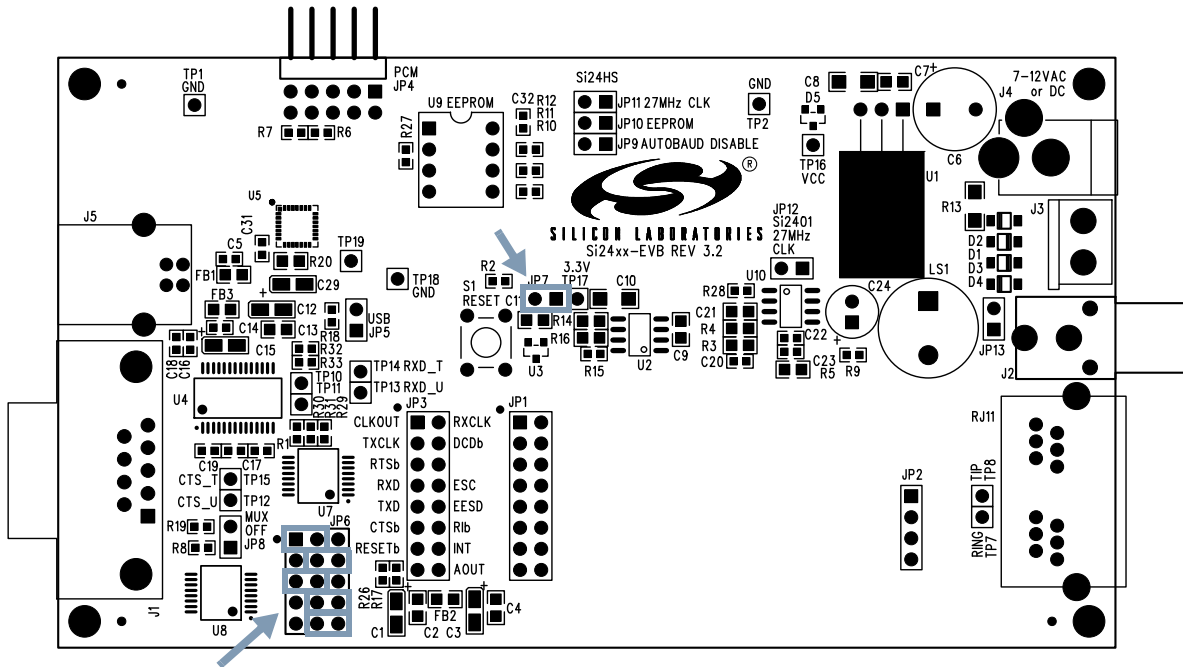 TP1
GND
PCM
JP4
R7
R6
U9 EEPROM
R27
C32
R12
R11
R10
Si24HS
JP11 27MHz CLK
JP10 EEPROM
JP9 AUTOBAUD DISABLE
GND
TP2
C8
D5
TP16
VCC
C7
+
C6
7-12VAC
or DC
J4
U1
R13
J3
D2
D1
D3
D4
®
SILICON LABORATORIES
Si24xx-EVB REV 3.2
JP12
Si2401
27MHz
CLK
J5
U5
C31
C5
FB1
R20
TP19
C29
TP18
GND
FB3
+
C12
C14
C13
+
C15
C18
C16
R18
R32
R33
USB
JP5
S1
RESET
R2
JP7
3.3V
TP17
C10
R14
R16
R15
U3
U2
C9
R28
U10
C21
R4
R3
C20
C22
C23
R5
R9
C24
+
LS1
JP13
J2
U4
TP10
TP11
TP14 RXD_T
TP13 RXD_U
R30
R31
R29
R1
C19
C17
CTS_T
TP15
CTS_U
TP12
R19
R8
MUX
OFF
JP8
U7
JP6
U8
J1
JP3
JP1
CLKOUT
RXCLK
TXCLK
DCDb
RTSb
RXD
ESC
TXD
EESD
CTSb
RIb
RESETb
INT
AOUT
R26
R17
+
C1
C2
FB2
C3
+
C4
JP2
RJ11
TIP
TP8
RING
TP7